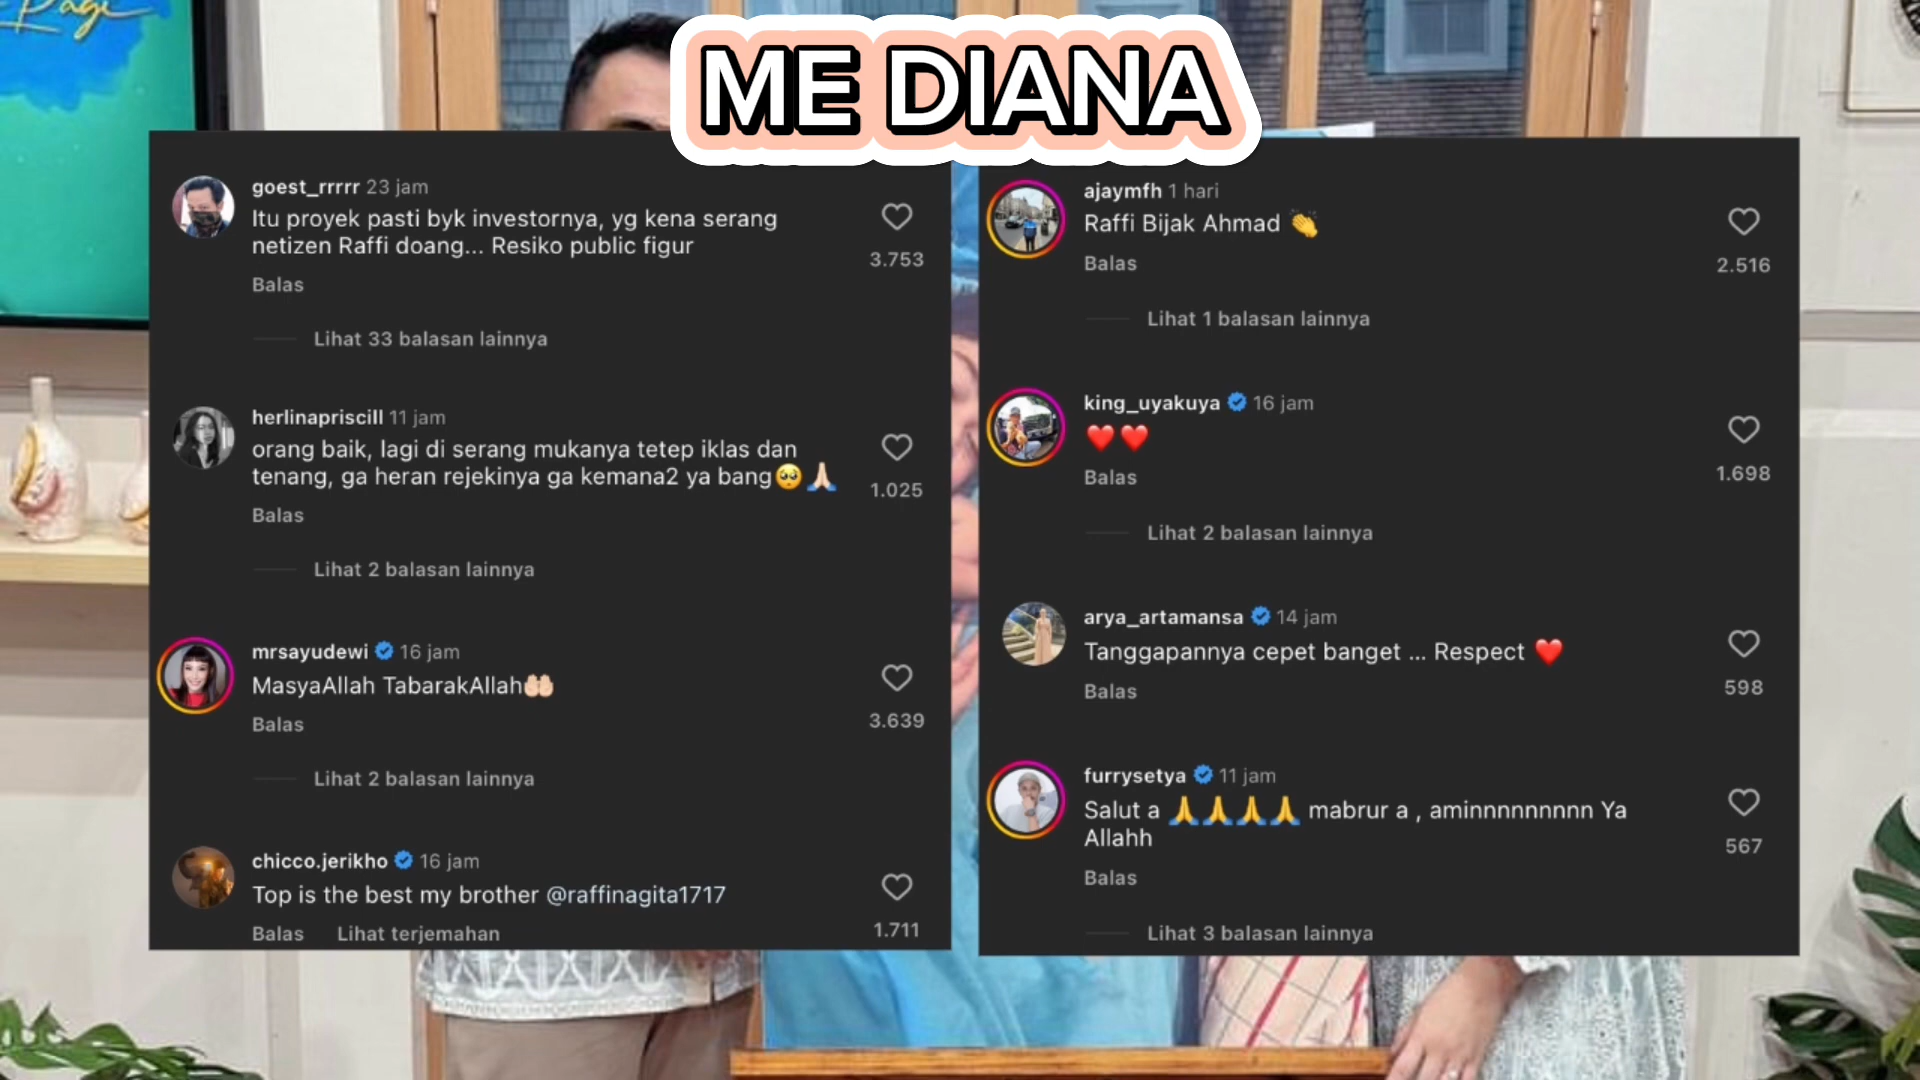 Pagi
ME DIANA
goest_rrrrr 23 jam
Itu proyek pasti byk investornya, yg kena serang
netizen Raffi doang... Resiko public figur
3.753
Balas
Lihat 33 balasan lainnya
herlinapriscill 11 jam
orang baik, lagi di serang mukanya tetep iklas dan
tenang, ga heran rejekinya ga kemana2 ya bang🥺🙏🏻
1.025
Balas
Lihat 2 balasan lainnya
mrsayudewi 16 jam
MasyaAllah TabarakAllah🤲🏻
3.639
Balas
Lihat 2 balasan lainnya
chicco.jerikho 16 jam
Top is the best my brother @raffinagita1717
1.711
Balas Lihat terjemahan
ajaymfh 1 hari
Raffi Bijak Ahmad 👏
2.516
Balas
Lihat 1 balasan lainnya
king_uyakuya 16 jam
❤️❤️
1.698
Balas
Lihat 2 balasan lainnya
arya_artamansa 14 jam
Tanggapannya cepet banget ... Respect ❤️
598
Balas
furrysetya 11 jam
Salut a 🙏🙏🙏🙏 mabrur a , aminnnnnnnnn Ya
Allahh
567
Balas
Lihat 3 balasan lainnya